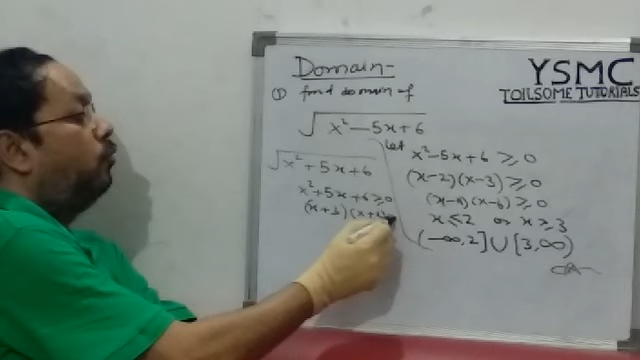 Domain-
① find domain of
√x²-5x+6
Let x²-5x+6 ≥ 0
(x-2)(x-3) ≥ 0
(x-a)(x-b) ≥ 0
x ≤ 2 or x ≥ 3
(-∞, 2] ∪ [3, ∞)
√x²+5x+6
x²+5x+6 ≥ 0
(x+3)(x+
YSMC
TOILSOME TUTORIALS